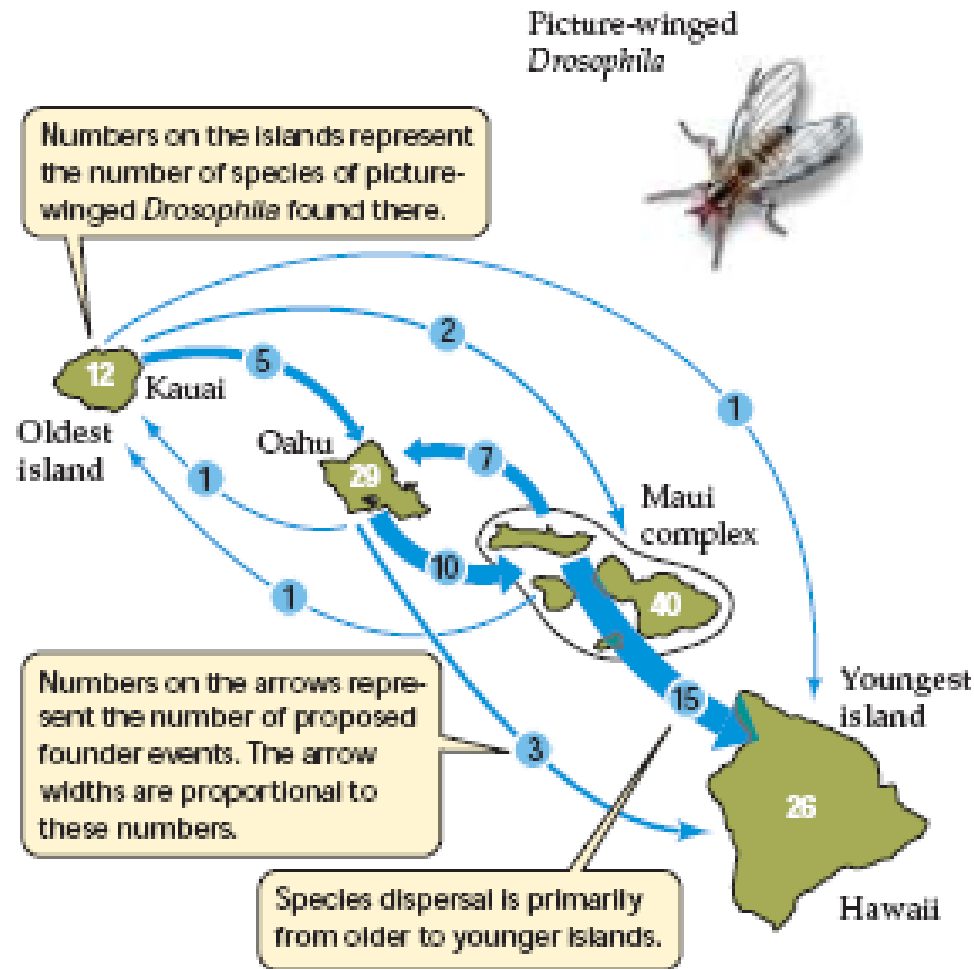 Picture-winged
Drosophila
Numbers on the islands represent
the number of species of picture-
winged Drosophila found there.
2
5
12
Kauai
1
Oldest
island
Oahu
7
29
1
Maui
complex
10
40
1
Numbers on the arrows repre-
sent the number of proposed
founder events. The arrow
widths are proportional to
these numbers.
15
Youngest
island
3
26
Species dispersal is primarily
from older to younger islands.
Hawaii